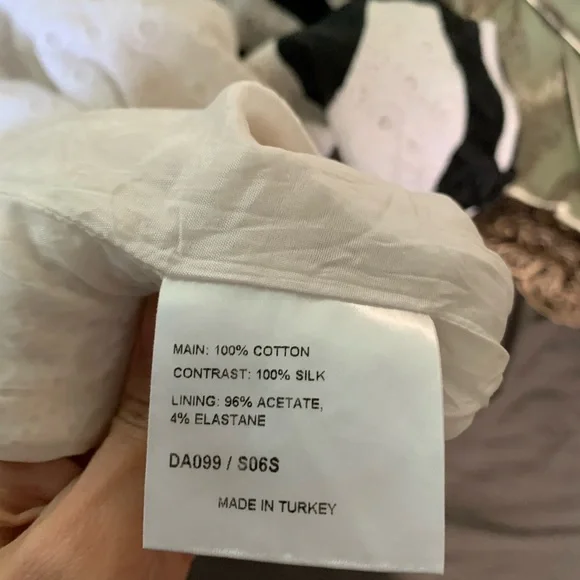 MAIN: 100% COTTON
CONTRAST: 100% SILK
LINING: 96% ACETATE,
4% ELASTANE
DA099 / S06S
MADE IN TURKEY